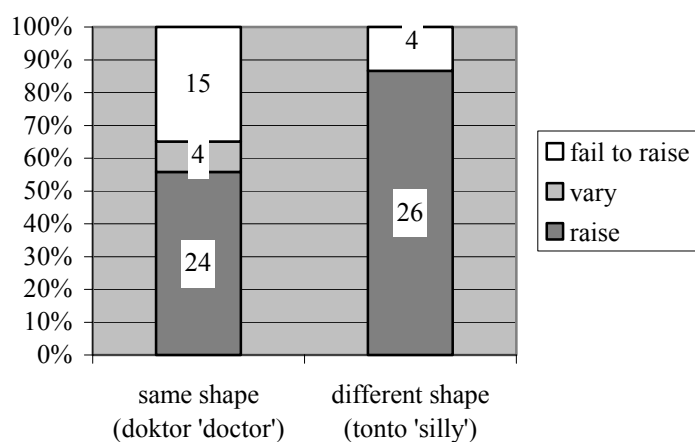 100%
90%
80%
70%
60%
50%
40%
30%
20%
10%
0%
15
4
24
4
26
same shape
(doktor 'doctor')
different shape
(tonto 'silly')
fail to raise
vary
raise